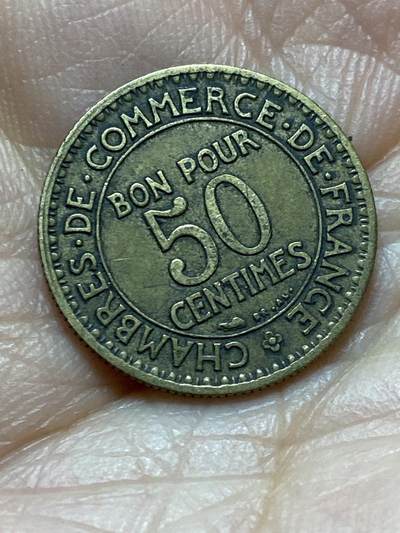 CHAMBRES·DE·COMMERCE·DE·FRANCE
BON POUR
50
CENTIMES